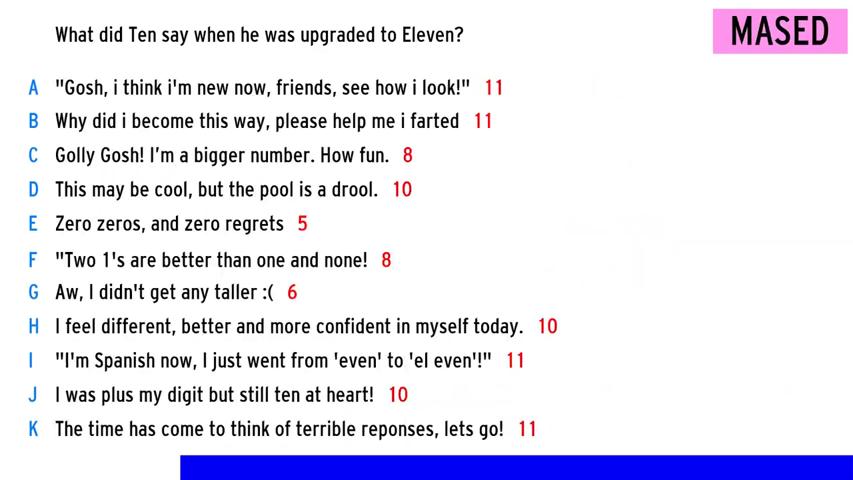 What did Ten say when he was upgraded to Eleven?
MASED
A "Gosh, i think i'm new now, friends, see how i look!" 11
B Why did i become this way, please help me i farted 11
C Golly Gosh! I'm a bigger number. How fun. 8
D This may be cool, but the pool is a drool. 10
E Zero zeros, and zero regrets 5
F "Two 1's are better than one and none! 8
G Aw, I didn't get any taller :( 6
H I feel different, better and more confident in myself today. 10
I "I'm Spanish now, I just went from 'even' to 'el even'!" 11
J I was plus my digit but still ten at heart! 10
K The time has come to think of terrible reponses, lets go! 11